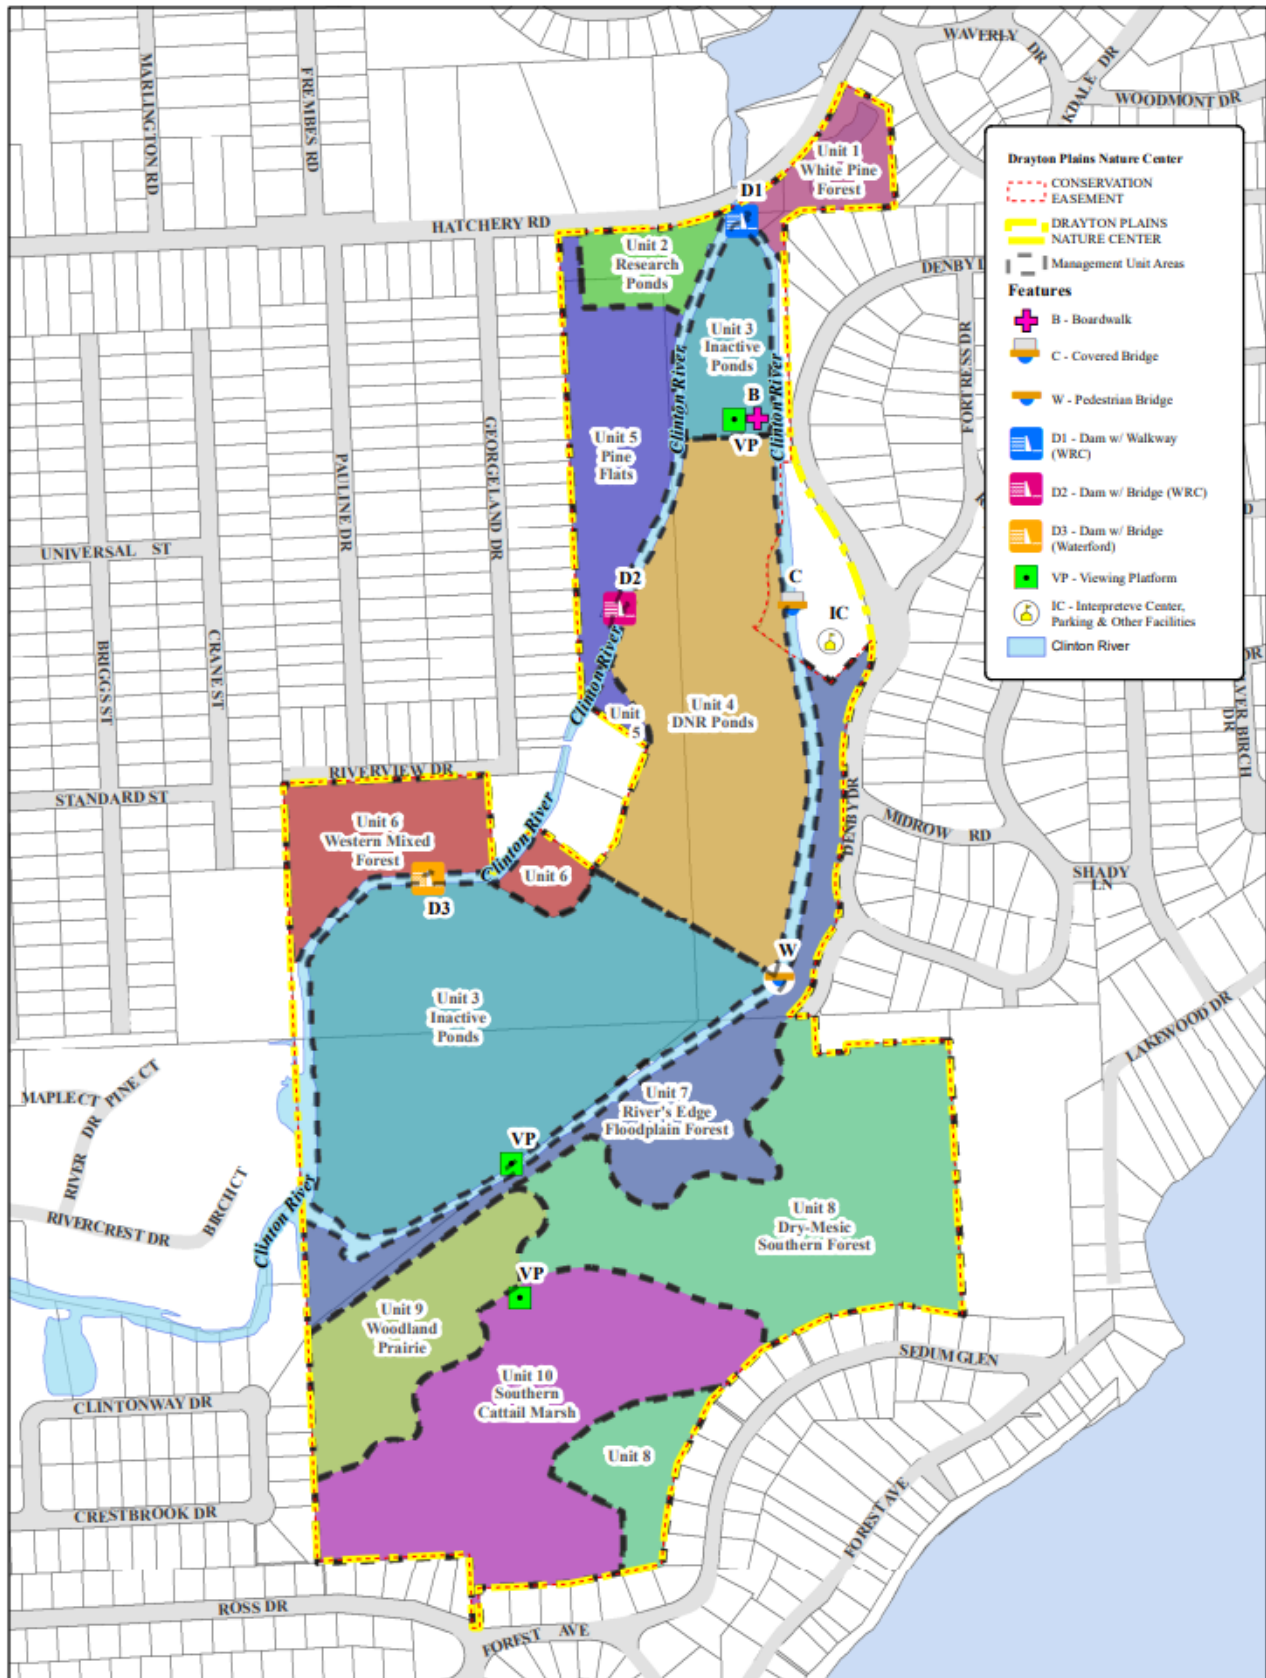 WAVERLY DR
OAKDALE DR
WOODMONT DR
MARLINGTON RD
FREMBES RD
HATCHERY RD
Unit 1
White Pine
Forest
D1
Drayton Plains Nature Center
CONSERVATION
EASEMENT
DRAYTON PLAINS
NATURE CENTER
Management Unit Areas
Features
B - Boardwalk
C - Covered Bridge
W - Pedestrian Bridge
D1 - Dam w/ Walkway
(WRC)
D2 - Dam w/ Bridge (WRC)
D3 - Dam w/ Bridge
(Waterford)
VP - Viewing Platform
IC - Interpreteve Center,
Parking & Other Facilities
Clinton River
Unit 2
Research
Ponds
Unit 3
Inactive
Ponds
B
VP
Clinton River
Clinton River
DENBY
FORTRESS DR
Unit 5
Pine
Flats
GEORGELAND DR
PAULINE DR
UNIVERSAL ST
BRIGGS ST
CRANE ST
D2
C
IC
Clinton River
Unit
5
Unit 4
DNR Ponds
DENBY DR
MIDROW RD
SHADY
LN
VER BIRCH
DR
DR
D
RIVERVIEW DR
STANDARD ST
Unit 6
Western Mixed
Forest
Clinton River
Unit 6
D3
W
LAKEWOOD DR
Unit 3
Inactive
Ponds
MAPLE CT
PINE CT
RIVER DR
BIRCH CT
RIVERCREST DR
Clinton River
VP
Unit 7
River's Edge
Floodplain Forest
Unit 8
Dry-Mesic
Southern Forest
VP
Unit 9
Woodland
Prairie
Unit 10
Southern
Cattail Marsh
Unit 8
SEDUM GLEN
CLINTONWAY DR
CRESTBROOK DR
FOREST AVE
ROSS DR
FOREST AVE